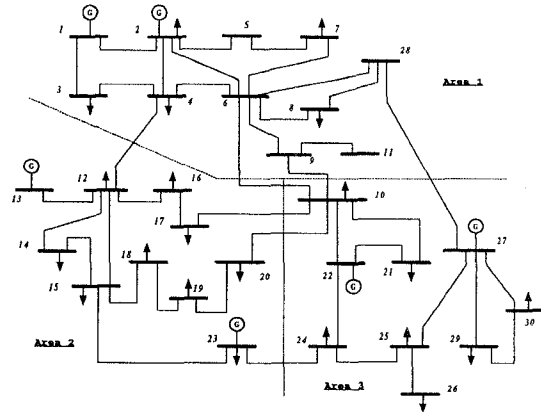 G G
1 2 5 7
28
Area 1
3 4 6 8
9 11
G
12 16 10
13 G
17 27
14 18 22 21
20 G
15 19 30
G
23 24 25 29
Area 2
Area 3 26